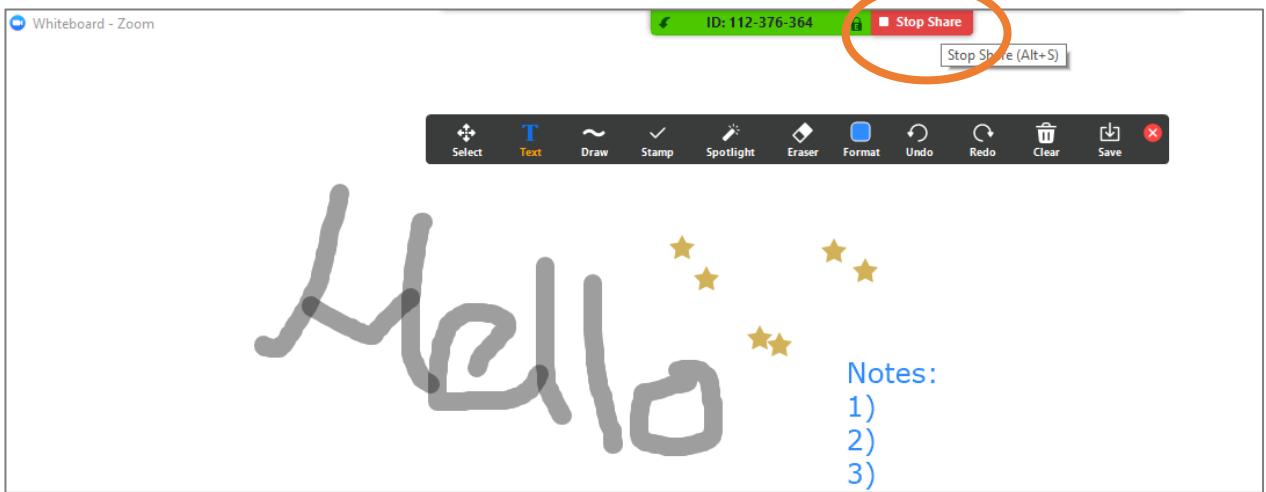 Whiteboard - Zoom
ID: 112-376-364 Stop Share
Stop Share (Alt+S)
Select Text Draw Stamp Spotlight Eraser Format Undo Redo Clear Save
Hello
Notes:
1)
2)
3)